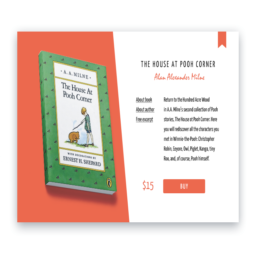 A.A. MILNE
The House At
Pooh Corner
WITH DECORATIONS BY
ERNEST H. SHEPARD
THE HOUSE AT POOH CORNER
Alan Alexander Milne
About book
About author
Free excerpt
Return to the Hundred Acre Wood
in A.A. Milne's second collection of Pooh
stories, The House at Pooh Corner. Here
you will rediscover all the characters you
met in Winnie-the-Pooh: Christopher
Robin, Eeyore, Owl, Piglet, Kanga, tiny
Roo, and, of course, Pooh himself.
$15
BUY